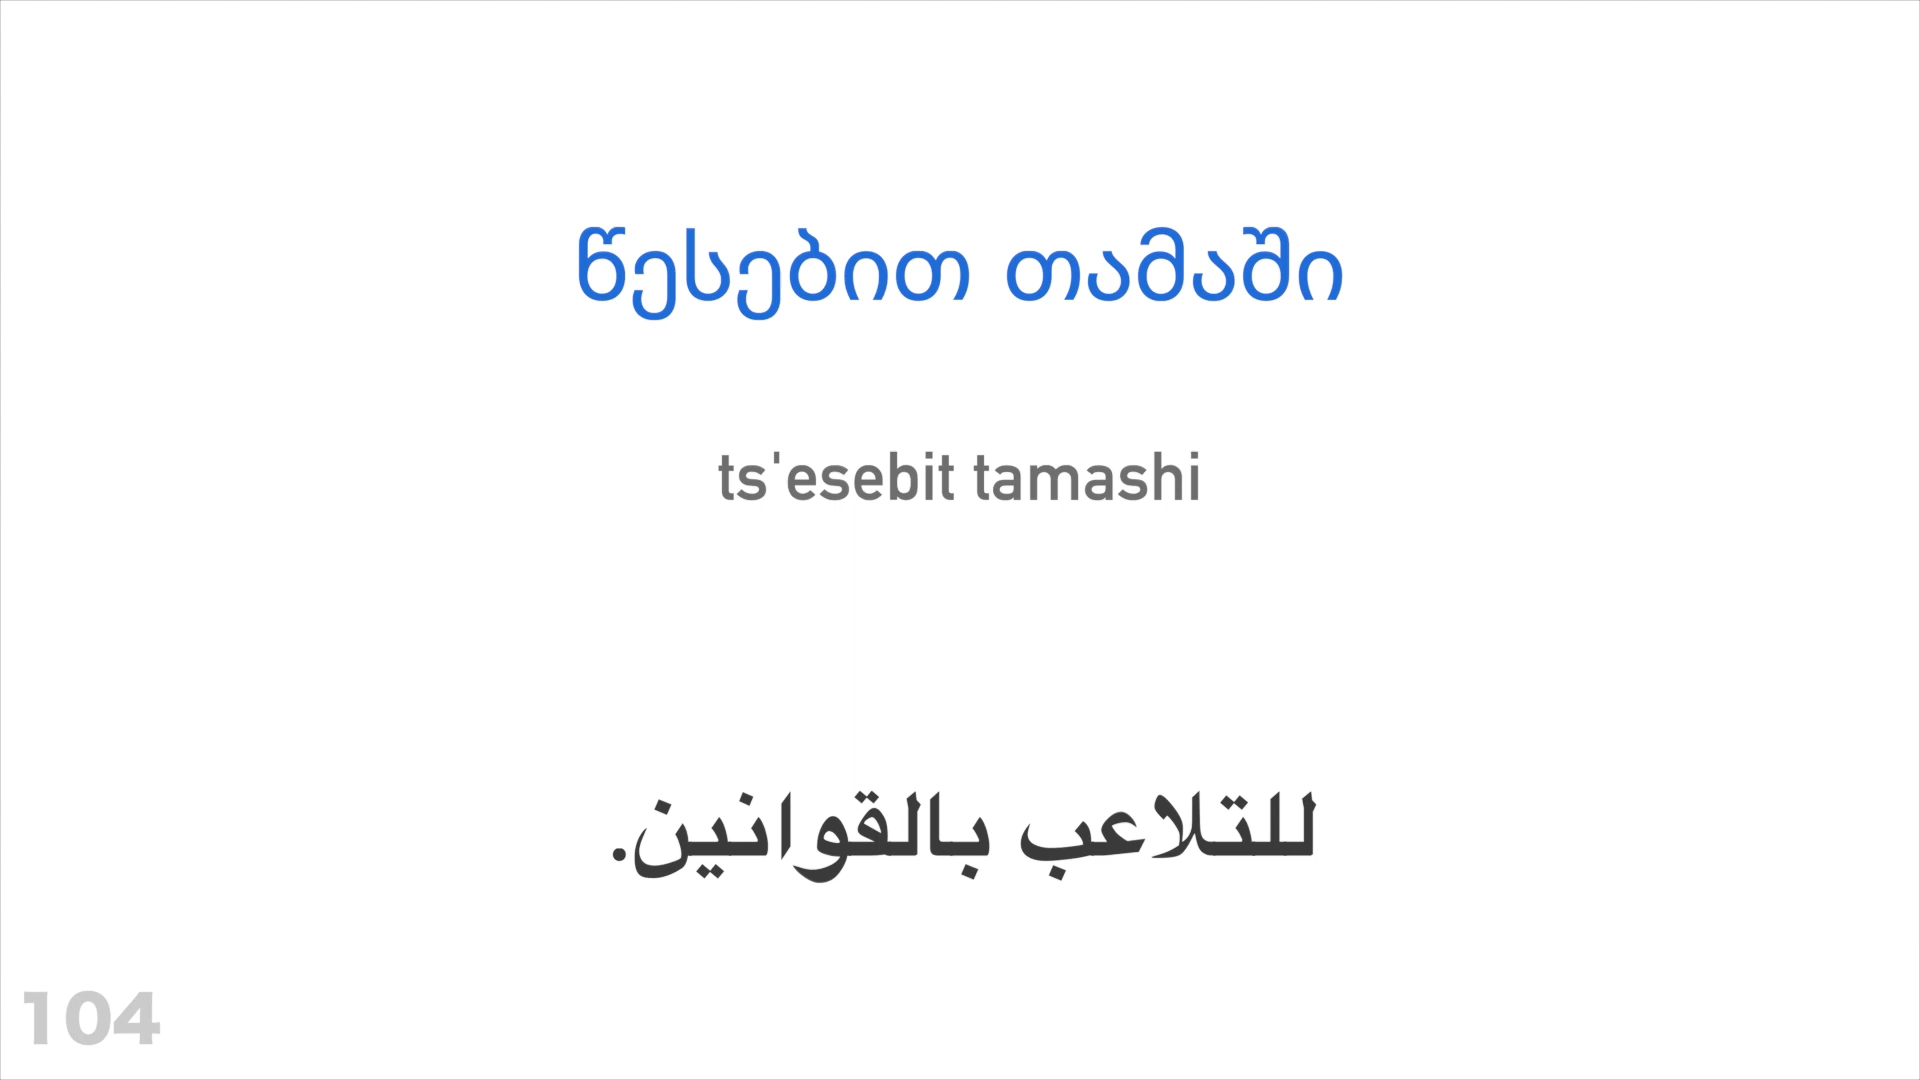 წესებით თამაში
ts'esebit tamashi
للتلاعب بالقوانين.
104